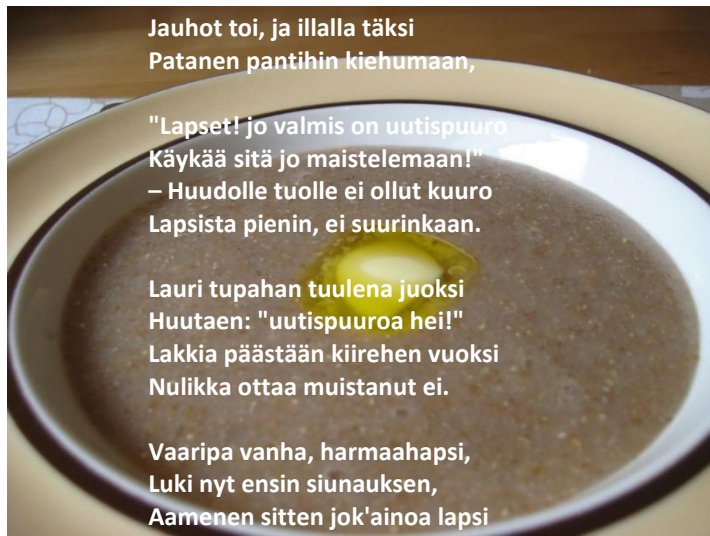 Jauhot toi, ja illalla täksi
Patanen pantihin kiehumaan,
"Lapset! jo valmis on uutispuuro
Käykää sitä jo maistelemaan!"
– Huudolle tuolle ei ollut kuuro
Lapsista pienin, ei suurinkaan.
Lauri tupahan tuulena juoksi
Huutaen: "uutispuuroa hei!"
Lakkia päästään kiirehen vuoksi
Nulikka ottaa muistanut ei.
Vaaripa vanha, harmaahapsi,
Luki nyt ensin siunauksen,
Aamenen sitten jok'ainoa lapsi